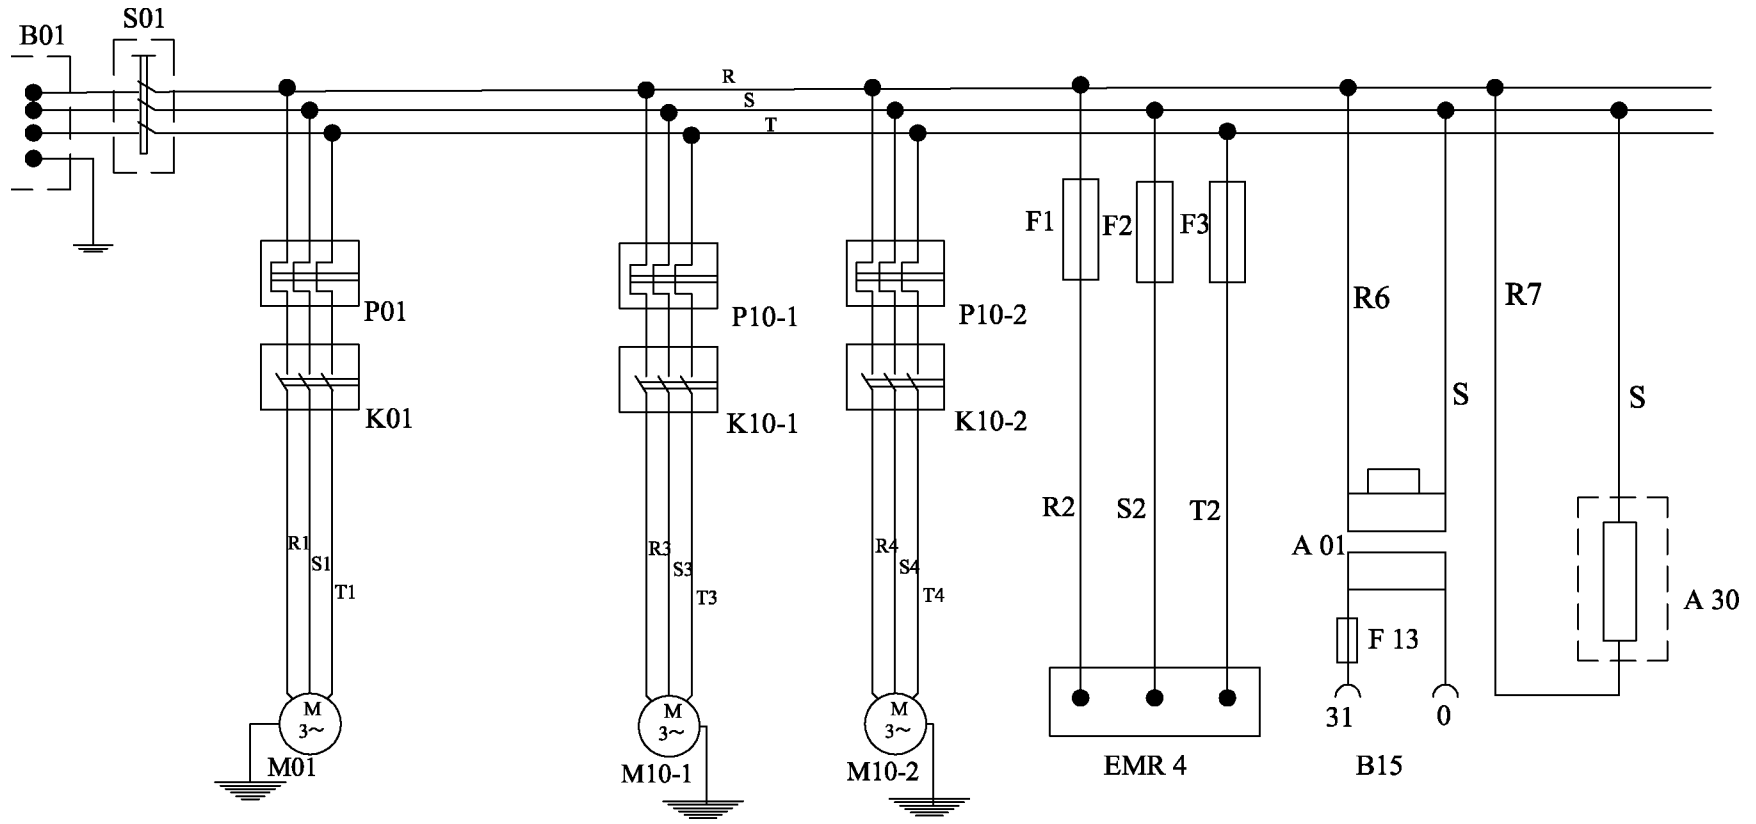 B01
S01
R
S
T
F1
F2
F3
P01
P10-1
P10-2
R6
R7
K01
K10-1
K10-2
S
S
R2
S2
T2
R1
S1
T1
R3
S3
T3
R4
S4
T4
A 01
A 30
F 13
M
3~
M
3~
M
3~
31
0
M01
M10-1
M10-2
EMR 4
B15